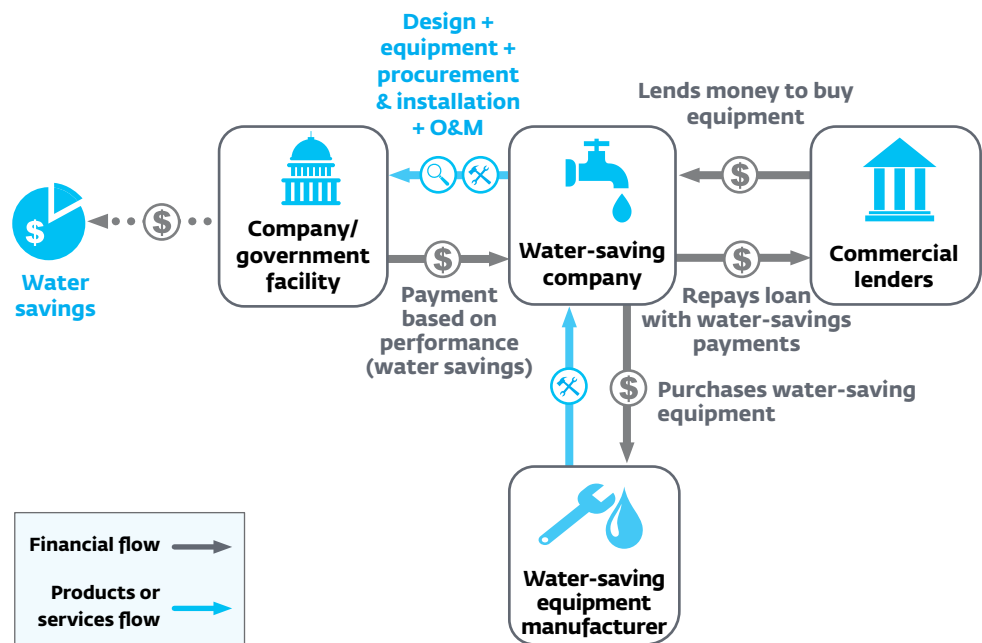 Design +
equipment +
procurement
& installation
+ O&M
Lends money to buy
equipment
$
$
$
Water
savings
Company/
government
facility
$
Payment
based on
performance
(water savings)
Water-saving
company
$
Repays loan
with water-savings
payments
Commercial
lenders
$
Purchases water-saving
equipment
Water-saving
equipment
manufacturer
Financial flow
Products or
services flow